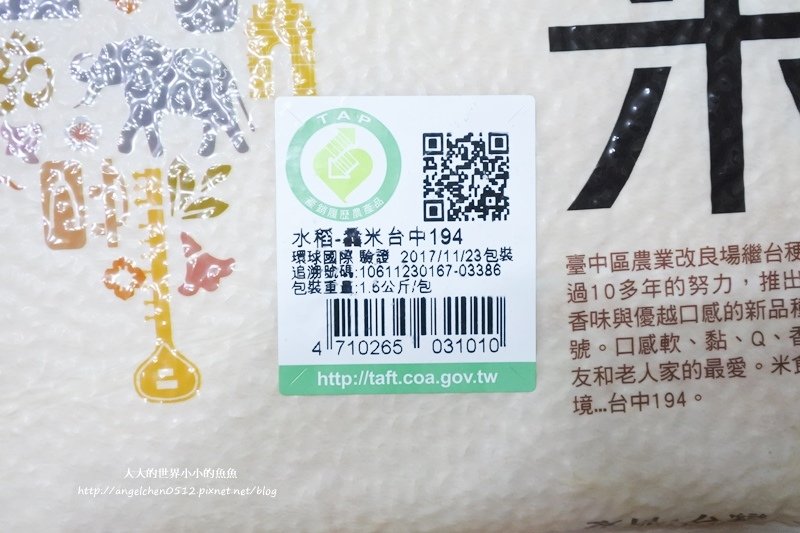 米
TAP
產銷履歷農產品
水稻-鱻米台中194
環球國際 驗證 2017/11/23包裝
追溯號碼:10611230167-03386
包裝重量:1.6公斤/包
4 710265 031010
http://taft.coa.gov.tw
臺中區農業改良場繼台稉
過10多年的努力，推出
香味與優越口感的新品種
號。口感軟、黏、Q、香
友和老人家的最愛。米食
境…台中194。
大大的世界小小的魚魚
http://angelchen0512.pixnet.net/blog